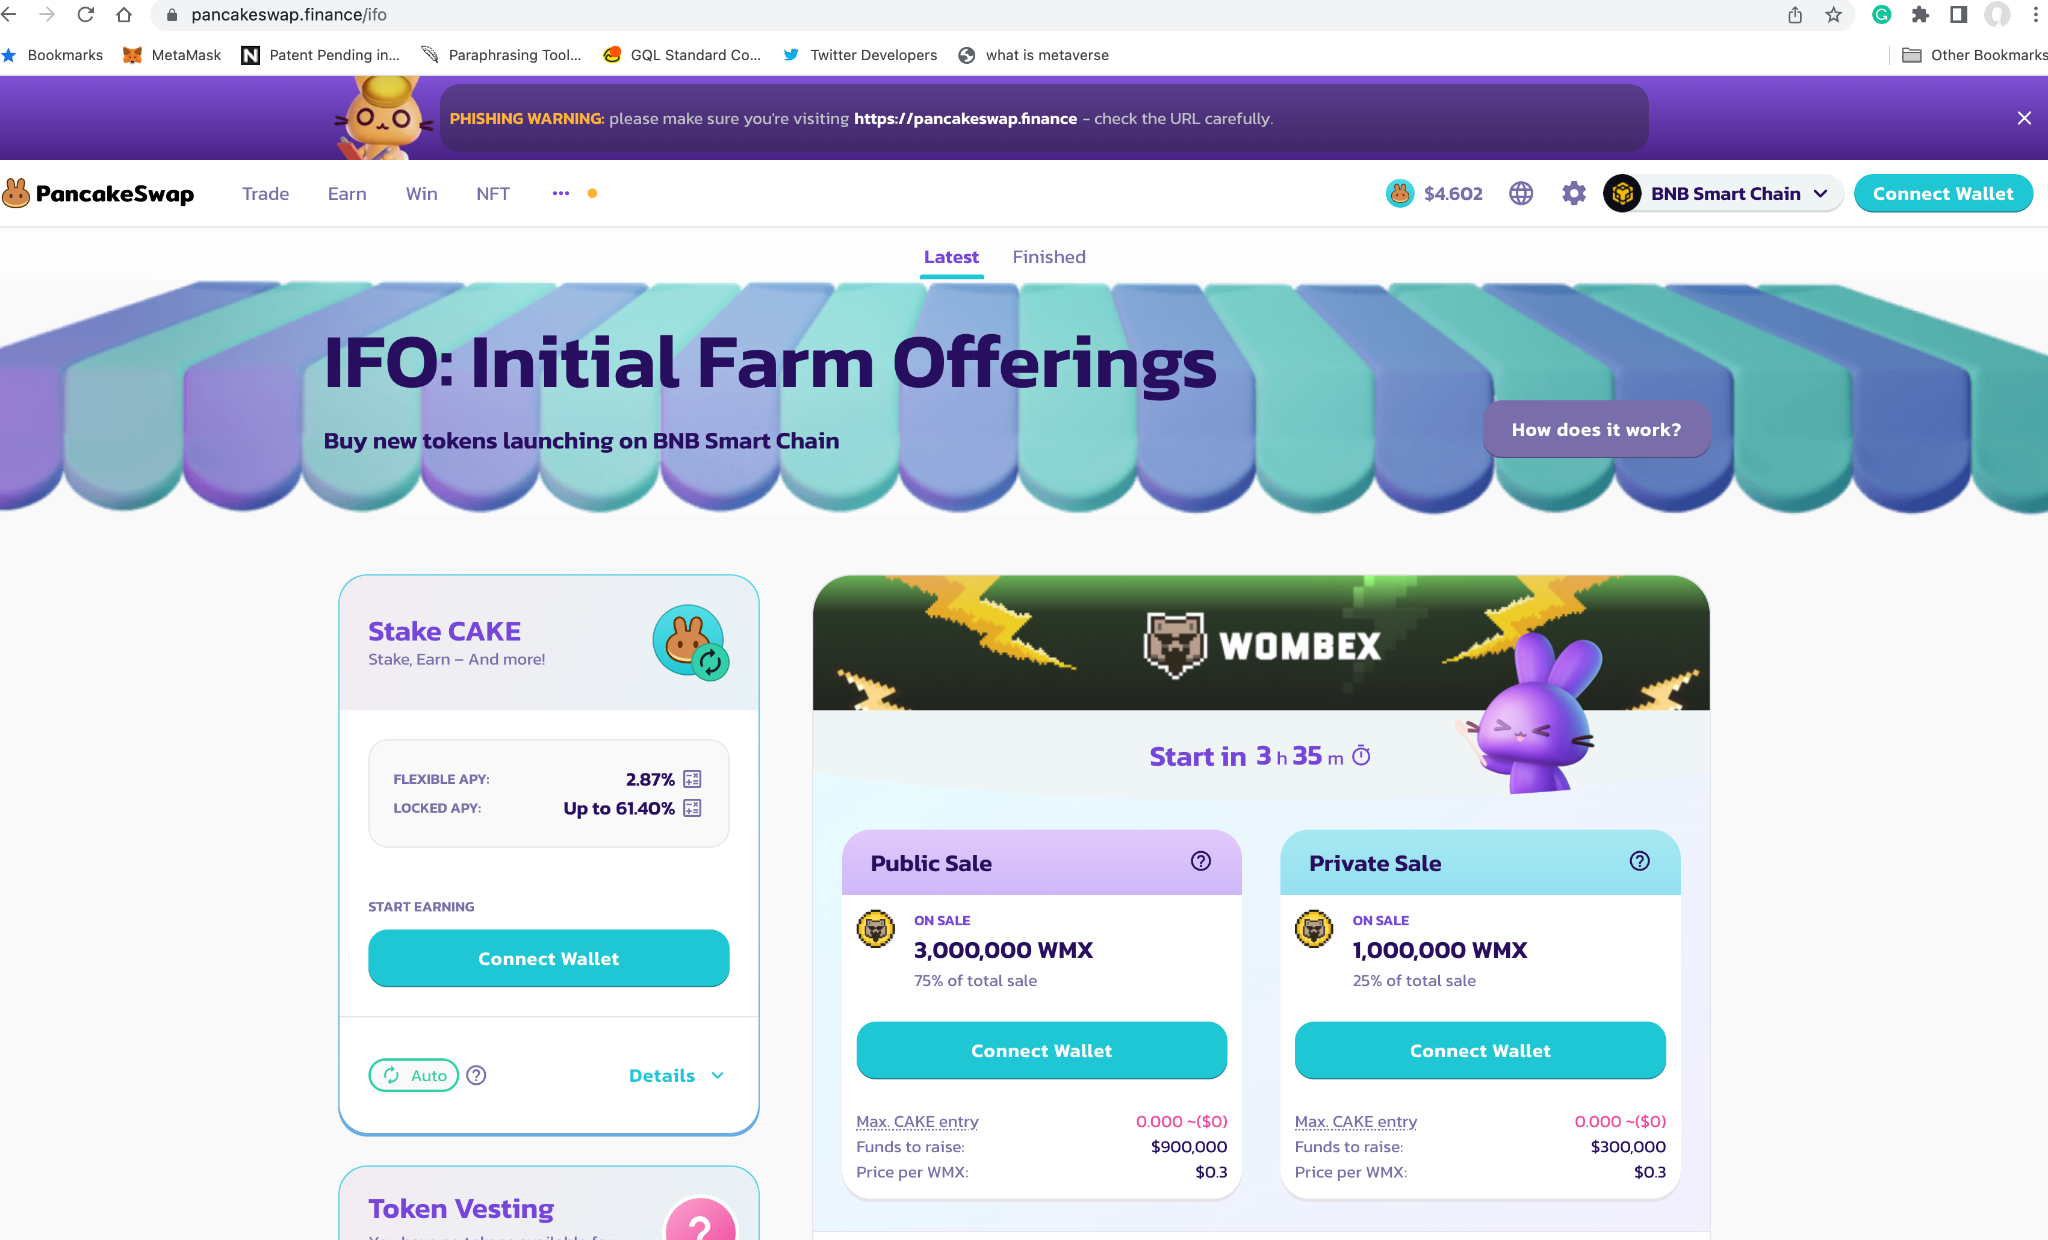 pancakeswap.finance/ifo
Bookmarks
MetaMask
Patent Pending in...
Paraphrasing Tool...
GQL Standard Co...
Twitter Developers
what is metaverse
Other Bookmarks
PHISHING WARNING: please make sure you're visiting https://pancakeswap.finance - check the URL carefully.
PancakeSwap
Trade
Earn
Win
NFT
$4.602
BNB Smart Chain
Connect Wallet
Latest
Finished
IFO: Initial Farm Offerings
Buy new tokens launching on BNB Smart Chain
How does it work?
Stake CAKE
Stake, Earn – And more!
FLEXIBLE APY: 2.87%
LOCKED APY: Up to 61.40%
START EARNING
Connect Wallet
Auto
Details
Token Vesting
WOMBEX
Start in 3 h 35 m
Public Sale
ON SALE
3,000,000 WMX
75% of total sale
Connect Wallet
Max. CAKE entry 0.000 ~($0)
Funds to raise: $900,000
Price per WMX: $0.3
Private Sale
ON SALE
1,000,000 WMX
25% of total sale
Connect Wallet
Max. CAKE entry 0.000 ~($0)
Funds to raise: $300,000
Price per WMX: $0.3